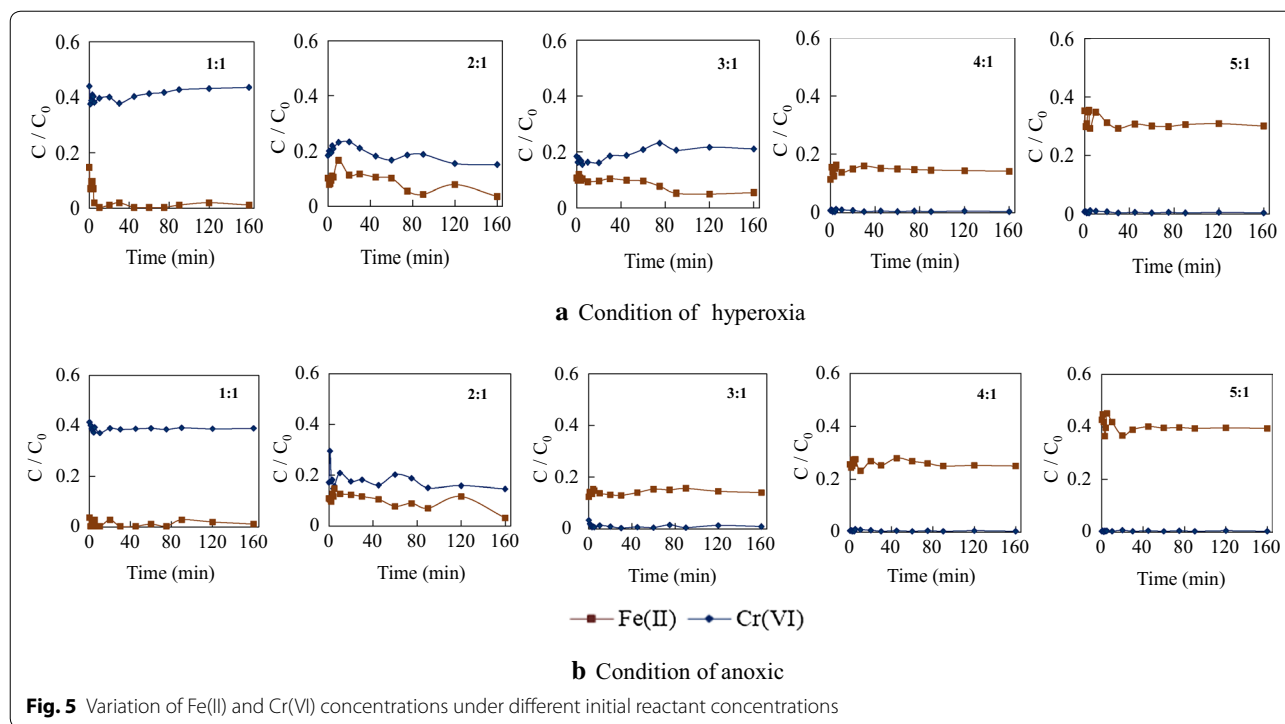 0.6 0.6 0.6 0.6 0.6
1:1 2:1 3:1 4:1 5:1
C / C0 C / C0 C / C0 C / C0 C / C0
0.4 0.4 0.4 0.4 0.4
0.2 0.2 0.2 0.2 0.2
0 0 0 0 0
0 40 80 120 160 0 40 80 120 160 0 40 80 120 160 0 40 80 120 160 0 40 80 120 160
Time (min) Time (min) Time (min) Time (min) Time (min)
a Condition of hyperoxia
0.6 0.6 0.6 0.6 0.6
1:1 2:1 3:1 4:1 5:1
C / C0 C / C0 C / C0 C / C0 C / C0
0.4 0.4 0.4 0.4 0.4
0.2 0.2 0.2 0.2 0.2
0 0 0 0 0
0 40 80 120 160 0 40 80 120 160 0 40 80 120 160 0 40 80 120 160 0 40 80 120 160
Time (min) Time (min) Time (min) Time (min) Time (min)
Fe(II) Cr(VI)
b Condition of anoxic
Fig. 5 Variation of Fe(II) and Cr(VI) concentrations under different initial reactant concentrations